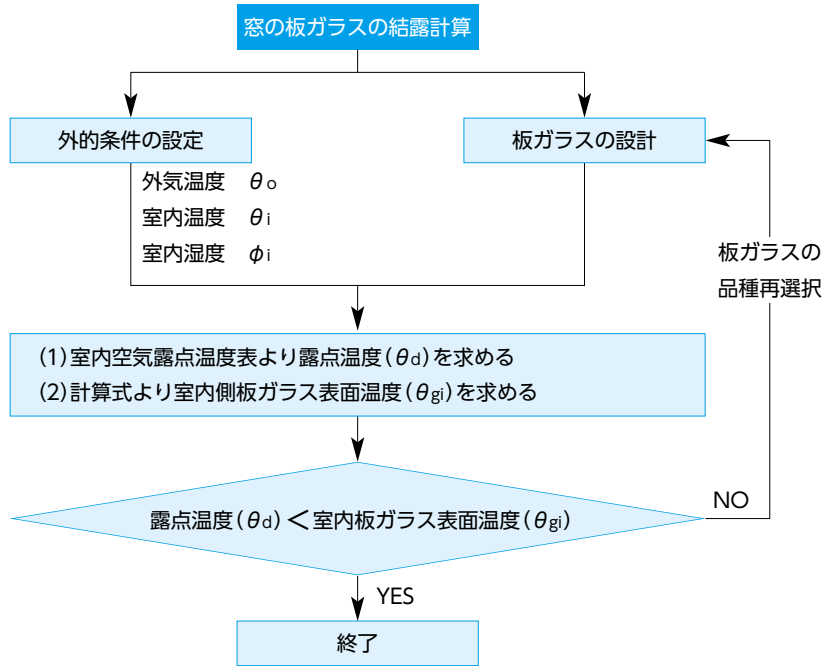 窓の板ガラスの結露計算
外的条件の設定
板ガラスの設計
外気温度 θo
室内温度 θi
室内湿度 φi
板ガラスの
品種再選択
(1)室内空気露点温度表より露点温度(θd)を求める
(2)計算式より室内側板ガラス表面温度(θgi)を求める
露点温度(θd)<室内板ガラス表面温度(θgi)
NO
YES
終了